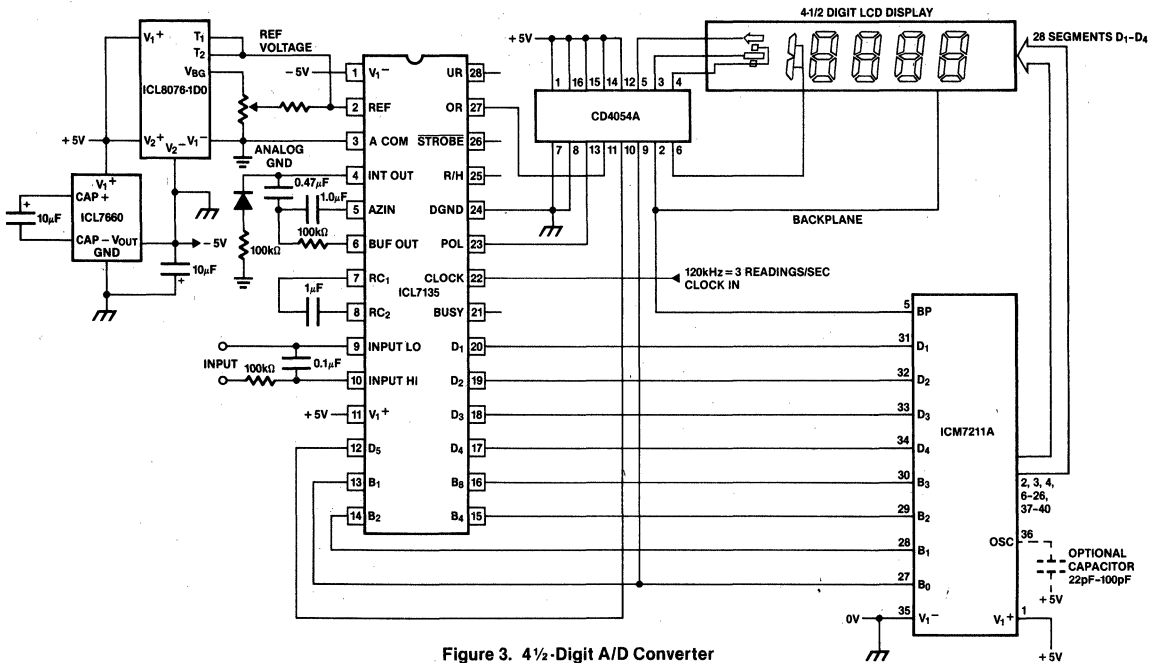 4-1/2 DIGIT LCD DISPLAY
28 SEGMENTS D1–D4
+5V
1 16 15 14 12 5 3 4
CD4054A
7 8 13 11 10 9 2 6
BACKPLANE
V1+
T1
T2
VBG
ICL8076-1D0
V2+ V2– V1–
REF
VOLTAGE
+5V
–5V
ANALOG
GND
V1+
CAP +
ICL7660
CAP – VOUT
GND
10µF
–5V
10µF
100kΩ
0.47µF
1.0µF
100kΩ
1µF
INPUT
100kΩ
0.1µF
+5V
1 V1– UR 28
2 REF OR 27
3 A COM STROBE 26
4 INT OUT R/H 25
5 AZIN DGND 24
6 BUF OUT POL 23
7 RC1 CLOCK 22
ICL7135
8 RC2 BUSY 21
9 INPUT LO D1 20
10 INPUT HI D2 19
11 V1+ D3 18
12 D5 D4 17
13 B1 B8 16
14 B2 B4 15
120kHz = 3 READINGS/SEC
CLOCK IN
5 BP
31 D1
32 D2
33 D3
34 D4
ICM7211A
30 B3
29 B2
28 B1
27 B0
35 V1–
0V
2, 3, 4,
6–26,
37–40
OSC 36
OPTIONAL
CAPACITOR
22pF–100pF
+5V
V1+ 1
+5V
Figure 3. 4½-Digit A/D Converter